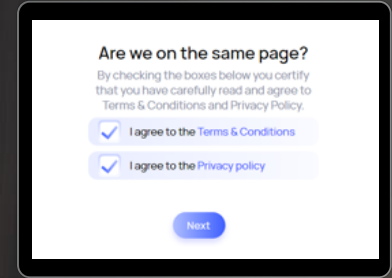 Are we on the same page?
By checking the boxes below you certify
that you have carefully read and agree to
Terms & Conditions and Privacy Policy.
I agree to the Terms & Conditions
I agree to the Privacy policy
Next